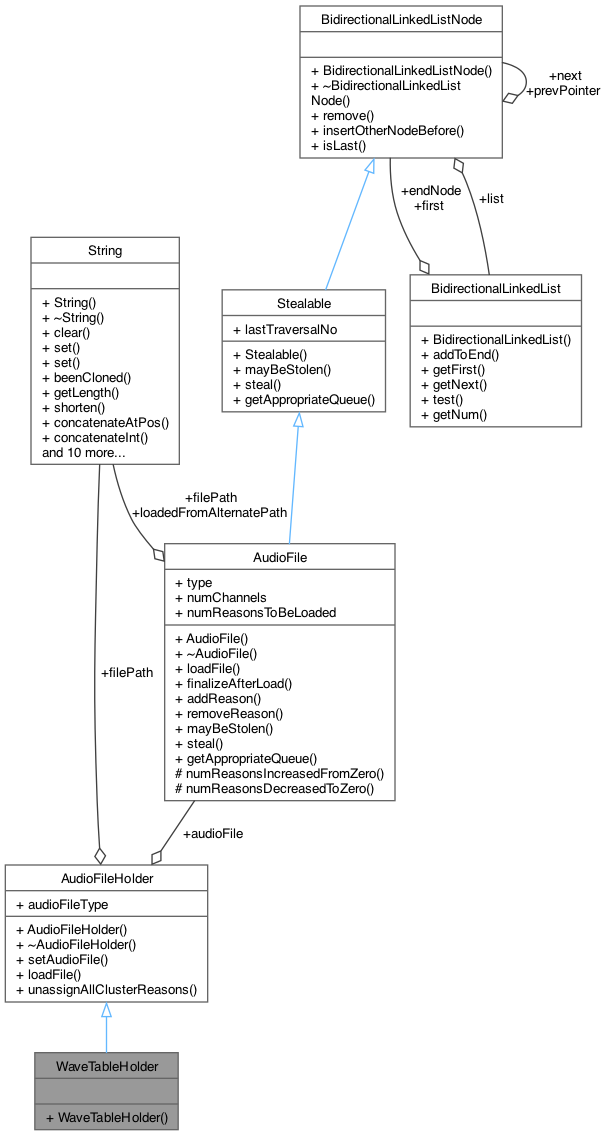 BidirectionalLinkedListNode
+ BidirectionalLinkedListNode()
+ ~BidirectionalLinkedList
Node()
+ remove()
+ insertOtherNodeBefore()
+ isLast()
+next
+prevPointer
+endNode
+first
+list
String
+ String()
+ ~String()
+ clear()
+ set()
+ set()
+ beenCloned()
+ getLength()
+ shorten()
+ concatenateAtPos()
+ concatenateInt()
and 10 more...
Stealable
+ lastTraversalNo
+ Stealable()
+ mayBeStolen()
+ steal()
+ getAppropriateQueue()
BidirectionalLinkedList
+ BidirectionalLinkedList()
+ addToEnd()
+ getFirst()
+ getNext()
+ test()
+ getNum()
+filePath
+loadedFromAlternatePath
AudioFile
+ type
+ numChannels
+ numReasonsToBeLoaded
+ AudioFile()
+ ~AudioFile()
+ loadFile()
+ finalizeAfterLoad()
+ addReason()
+ removeReason()
+ mayBeStolen()
+ steal()
+ getAppropriateQueue()
# numReasonsIncreasedFromZero()
# numReasonsDecreasedToZero()
+filePath
+audioFile
AudioFileHolder
+ audioFileType
+ AudioFileHolder()
+ ~AudioFileHolder()
+ setAudioFile()
+ loadFile()
+ unassignAllClusterReasons()
WaveTableHolder
+ WaveTableHolder()